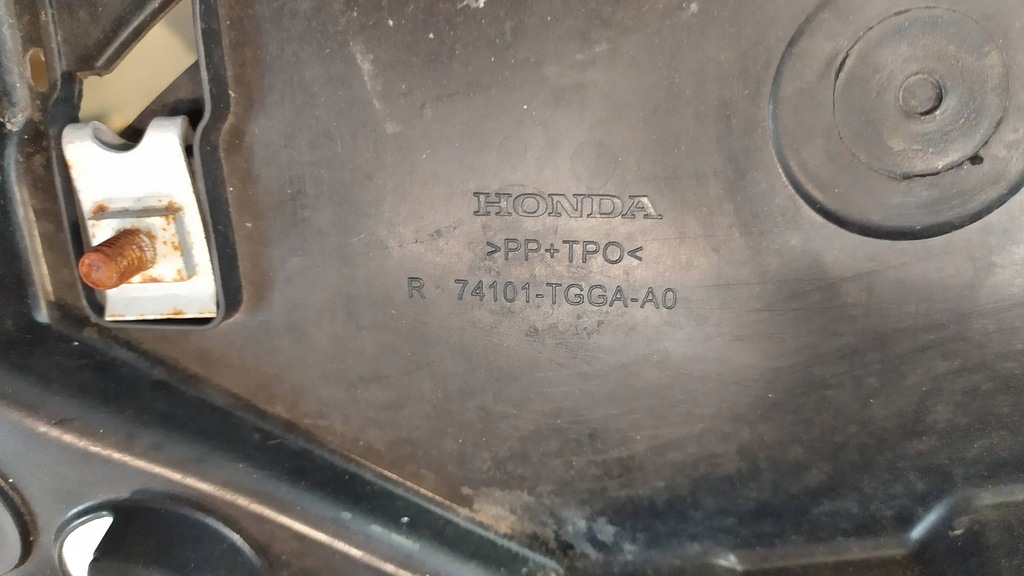 HONDA
>PP+TPO<
R 74101-TGGA-A0